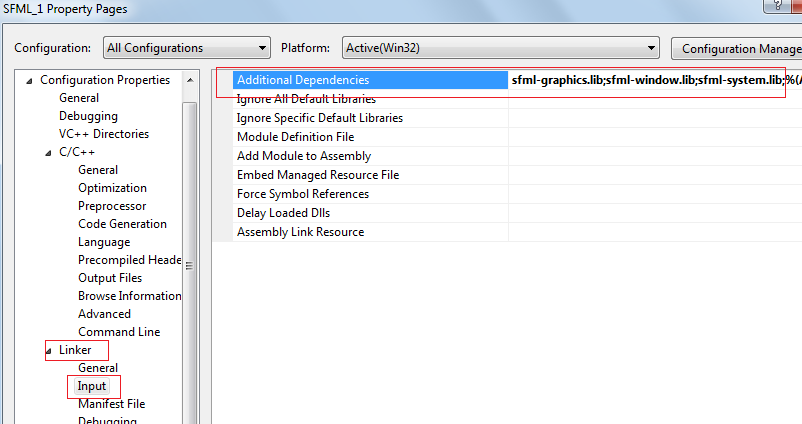 SFML_1 Property Pages
?
Configuration: All Configurations Platform: Active(Win32) Configuration Manage
Configuration Properties
General
Debugging
VC++ Directories
C/C++
General
Optimization
Preprocessor
Code Generation
Language
Precompiled Heade
Output Files
Browse Information
Advanced
Command Line
Linker
General
Input
Manifest File
Debugging
Additional Dependencies sfml-graphics.lib;sfml-window.lib;sfml-system.lib;%(A
Ignore All Default Libraries
Ignore Specific Default Libraries
Module Definition File
Add Module to Assembly
Embed Managed Resource File
Force Symbol References
Delay Loaded Dlls
Assembly Link Resource